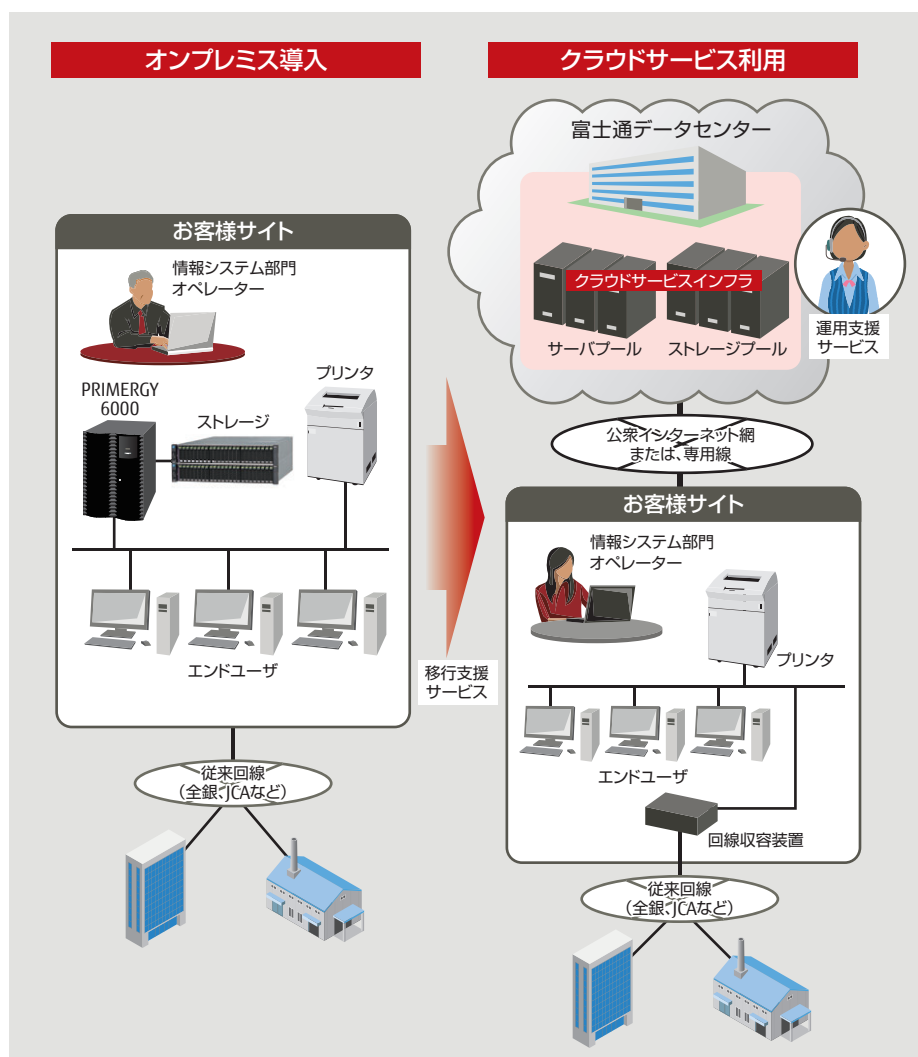 オンプレミス導入
お客様サイト
情報システム部門
オペレーター
PRIMERGY
6000
ストレージ
プリンタ
エンドユーザ
従来回線
(全銀、JCAなど)
移行支援
サービス
クラウドサービス利用
富士通データセンター
クラウドサービスインフラ
サーバプール
ストレージプール
運用支援
サービス
公衆インターネット網
または、専用線
お客様サイト
情報システム部門
オペレーター
プリンタ
エンドユーザ
回線収容装置
従来回線
(全銀、JCAなど)